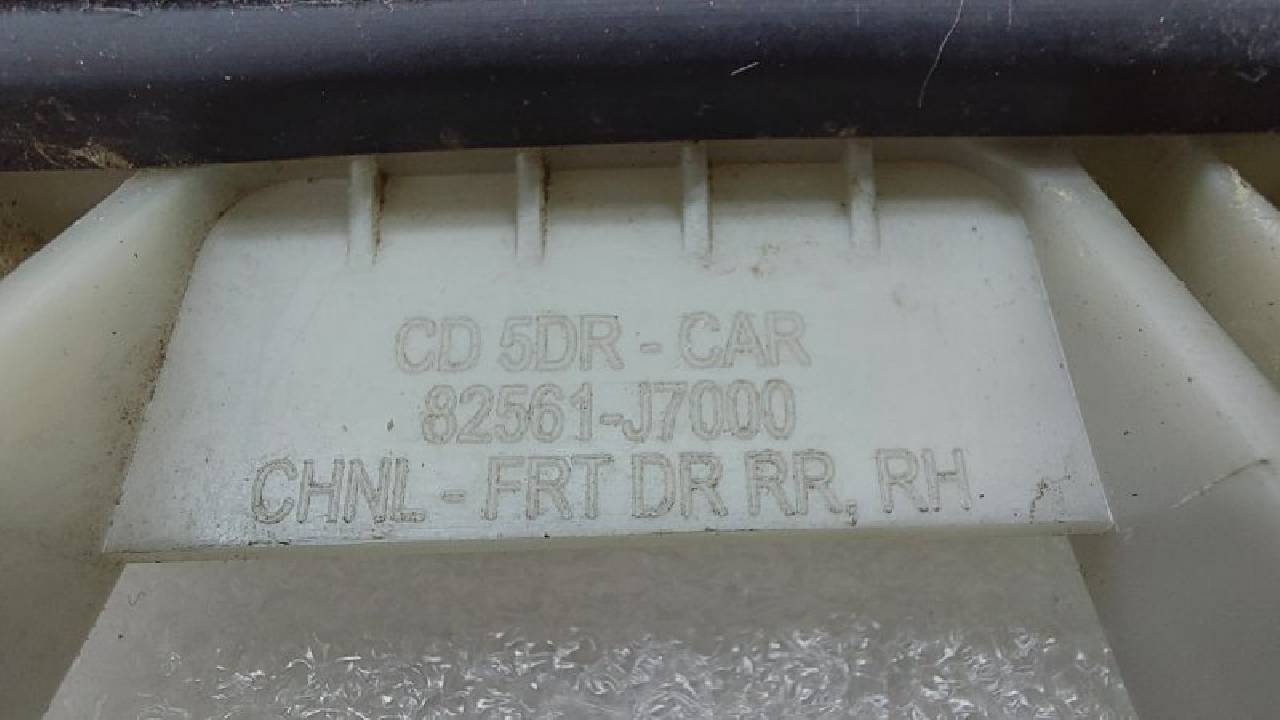 CD 5DR - CAR
82561-J7000
CHNL - FRT DR RR, RH